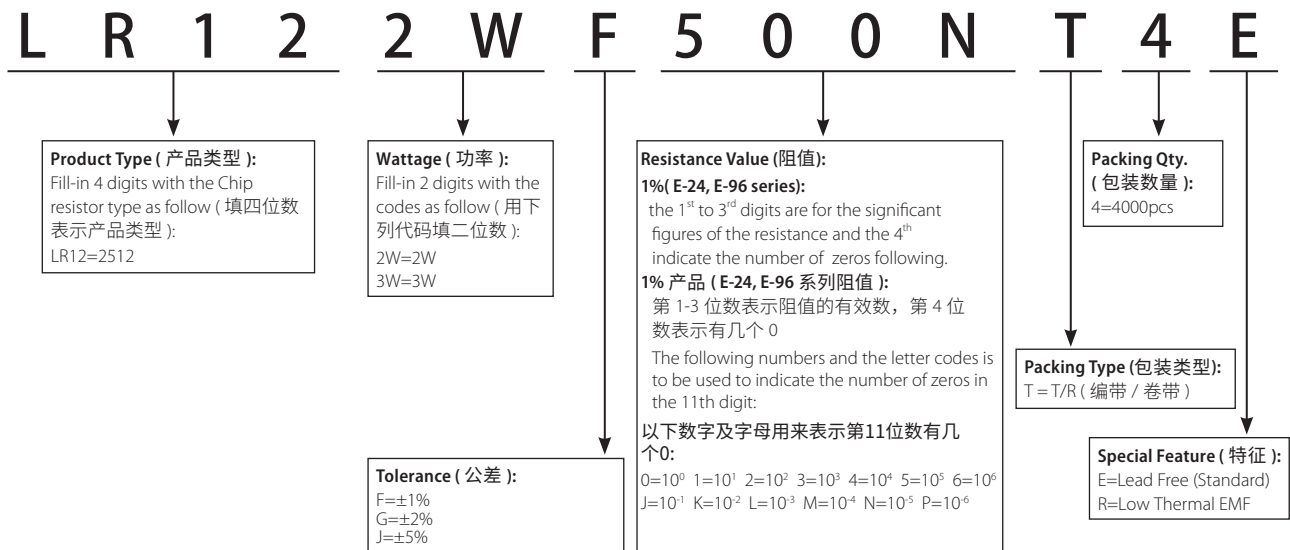 L R 1 2 2 W F 5 0 0 N T 4 E
Product Type ( 产品类型 ):
Fill-in 4 digits with the Chip
resistor type as follow ( 填四位数
表示产品类型 ):
LR12=2512
Wattage ( 功率 ):
Fill-in 2 digits with the
codes as follow ( 用下
列代码填二位数 ):
2W=2W
3W=3W
Tolerance ( 公差 ):
F=±1%
G=±2%
J=±5%
Resistance Value (阻值):
1%( E-24, E-96 series):
the 1st to 3rd digits are for the significant
figures of the resistance and the 4th
indicate the number of zeros following.
1% 产品 ( E-24, E-96 系列阻值 ):
第 1-3 位数表示阻值的有效数，第 4 位
数表示有几个 0
The following numbers and the letter codes is
to be used to indicate the number of zeros in
the 11th digit:
以下数字及字母用来表示第11位数有几
个0:
0=10⁰ 1=10¹ 2=10² 3=10³ 4=10⁴ 5=10⁵ 6=10⁶
J=10⁻¹ K=10⁻² L=10⁻³ M=10⁻⁴ N=10⁻⁵ P=10⁻⁶
Packing Qty.
( 包装数量 ):
4=4000pcs
Packing Type (包装类型):
T = T/R ( 编带 / 卷带 )
Special Feature ( 特征 ):
E=Lead Free (Standard)
R=Low Thermal EMF